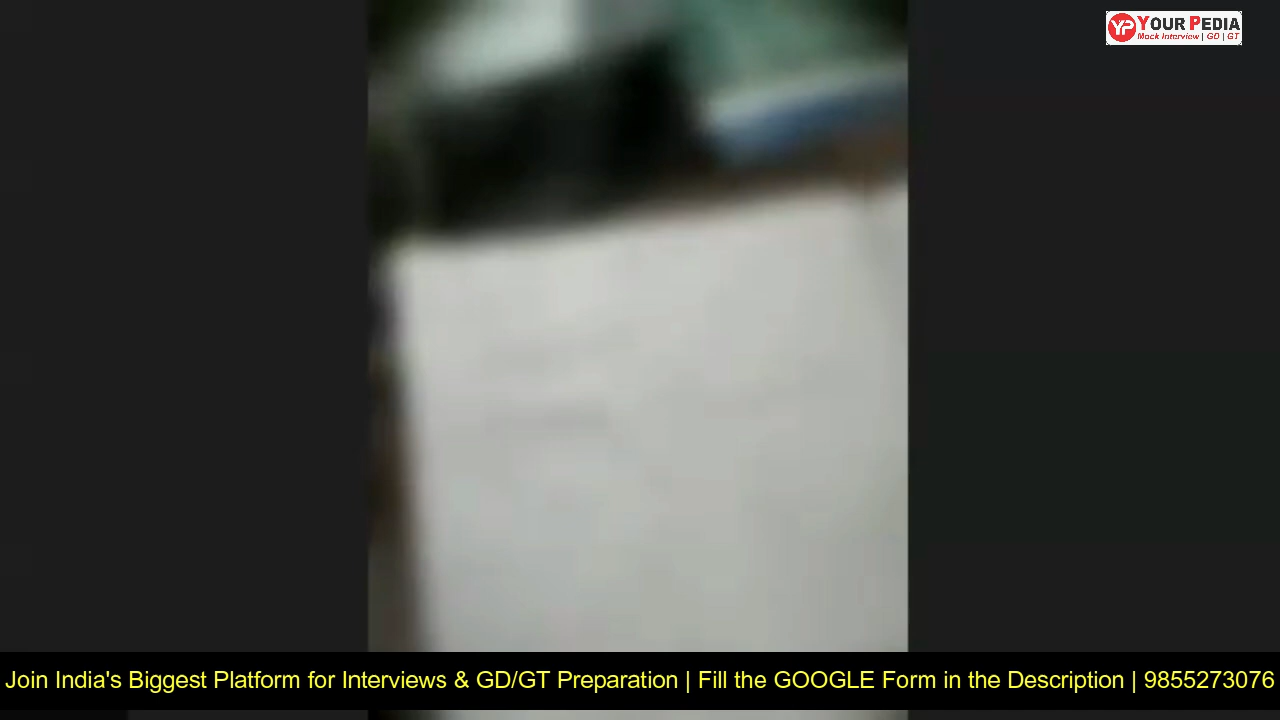 YP YOUR PEDIA
Mock Interview | GD | GT
Join India's Biggest Platform for Interviews & GD/GT Preparation | Fill the GOOGLE Form in the Description | 9855273076